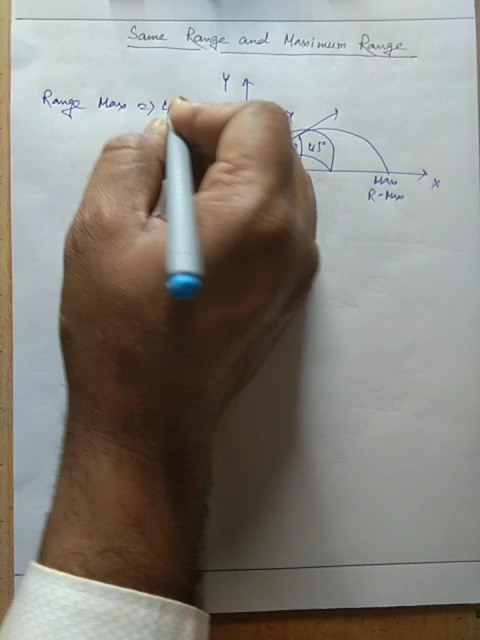 Same Range and Maximum Range
Y
Range Max =>
45°
Max
R-Max
X